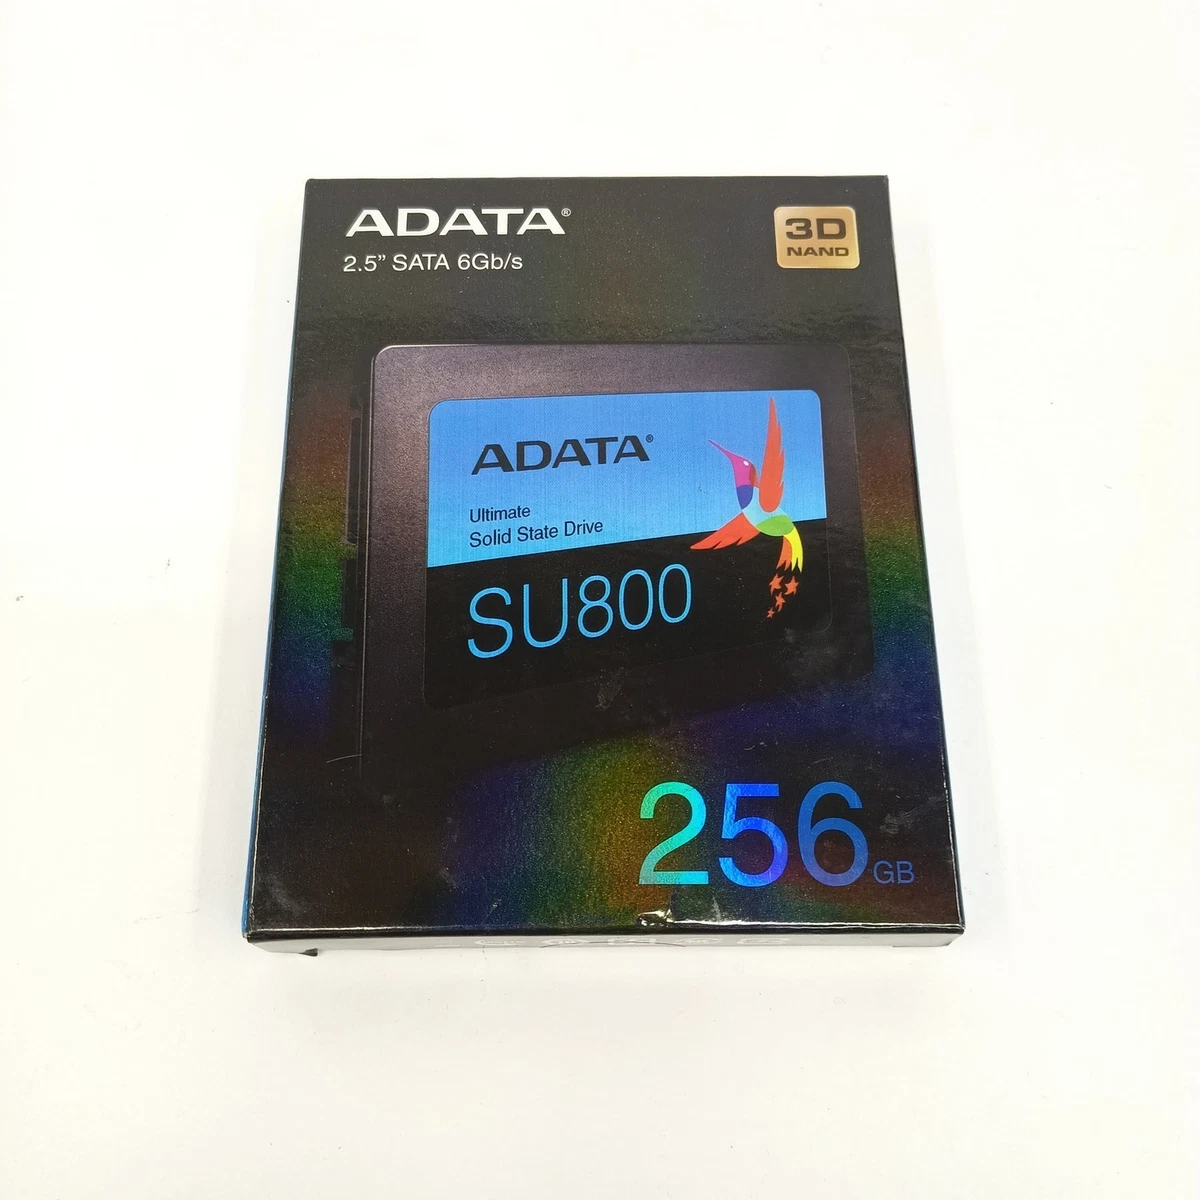 ADATA®
2.5” SATA 6Gb/s
3D
NAND
ADATA®
Ultimate
Solid State Drive
SU800
256GB